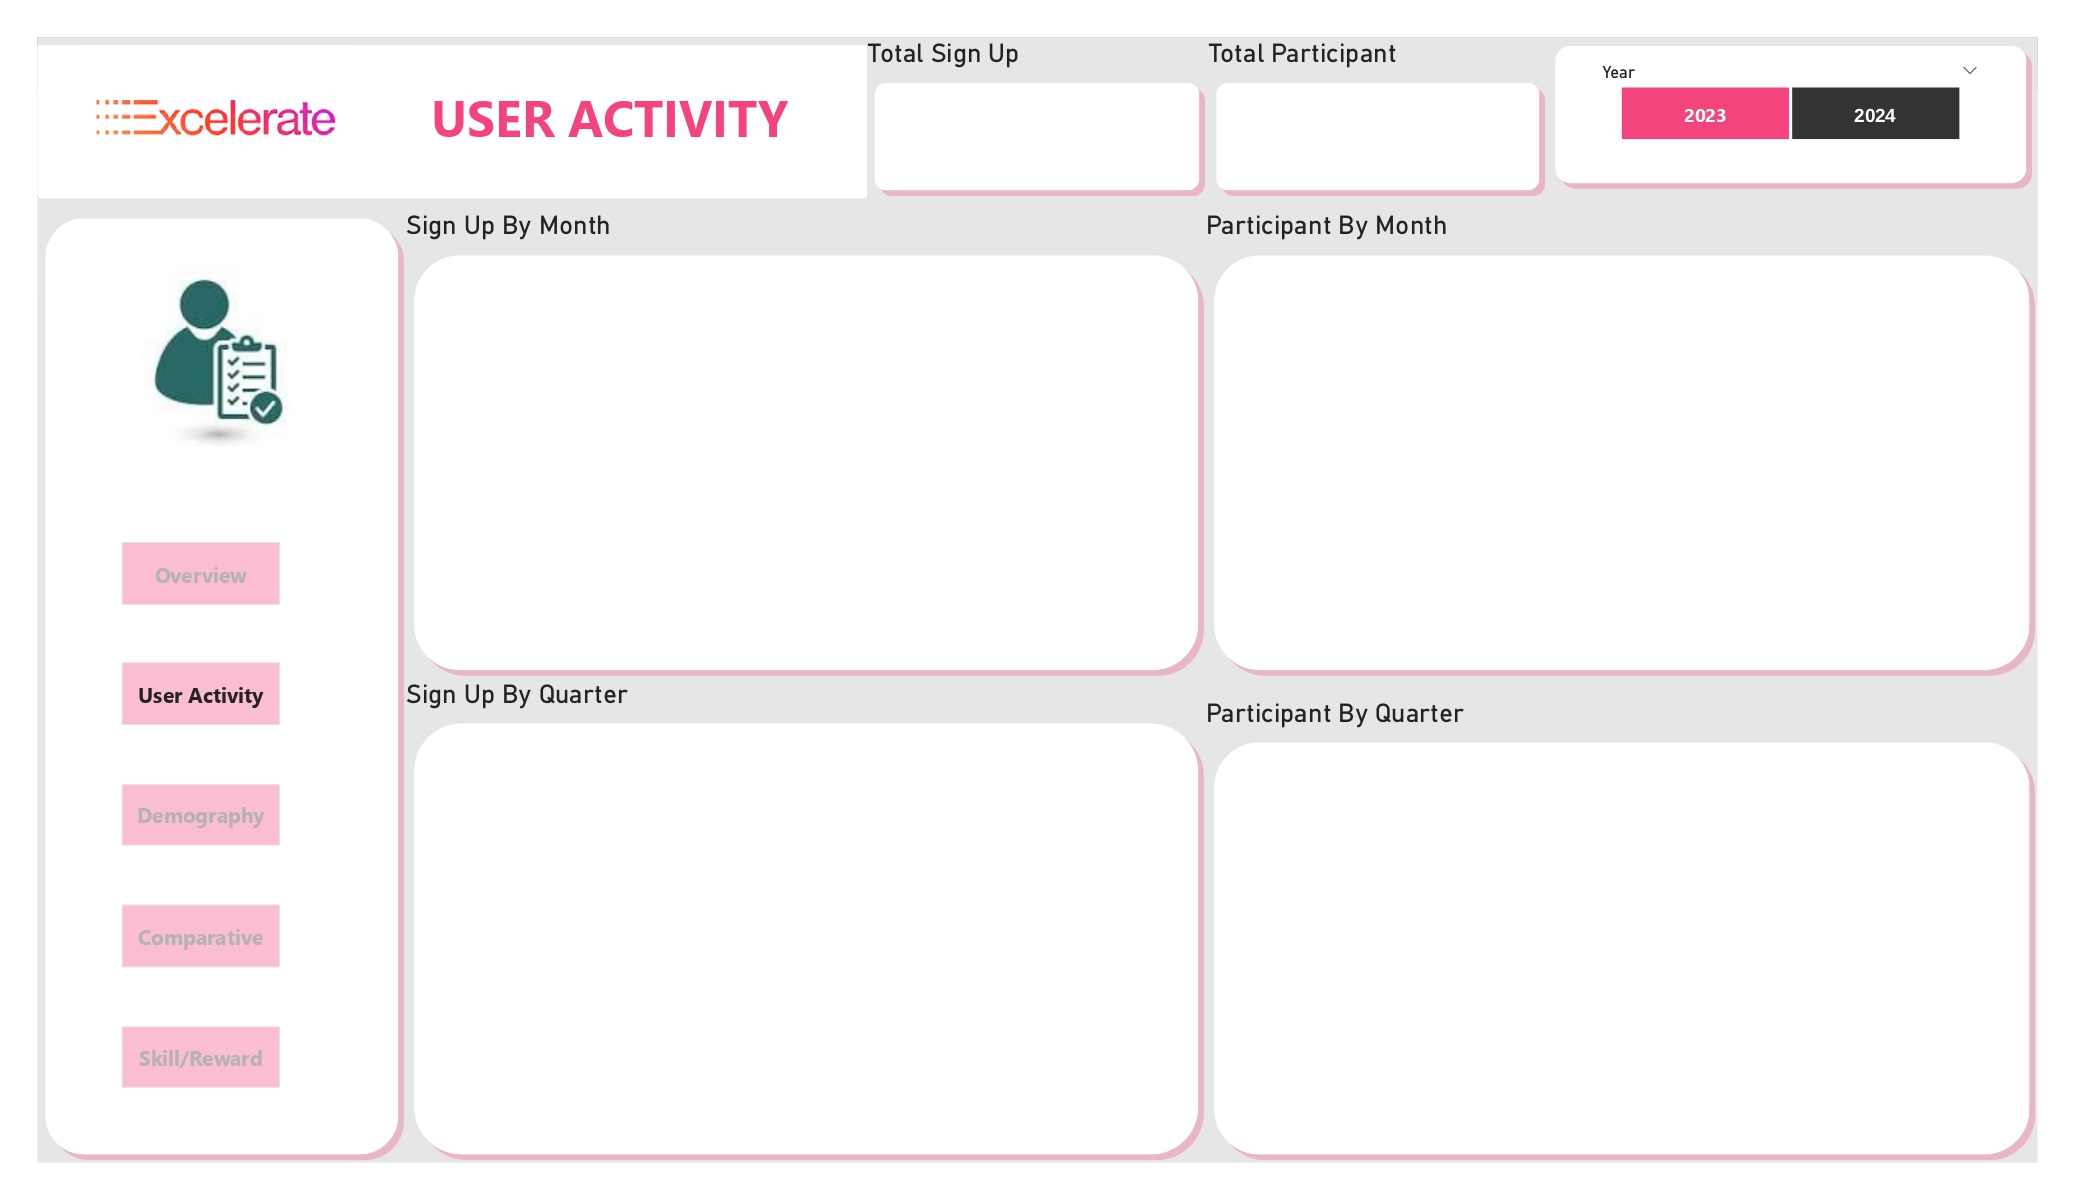 Excelerate
USER ACTIVITY
Total Sign Up
Total Participant
Year
2023
2024
Sign Up By Month
Participant By Month
Overview
User Activity
Demography
Comparative
Skill/Reward
Sign Up By Quarter
Participant By Quarter